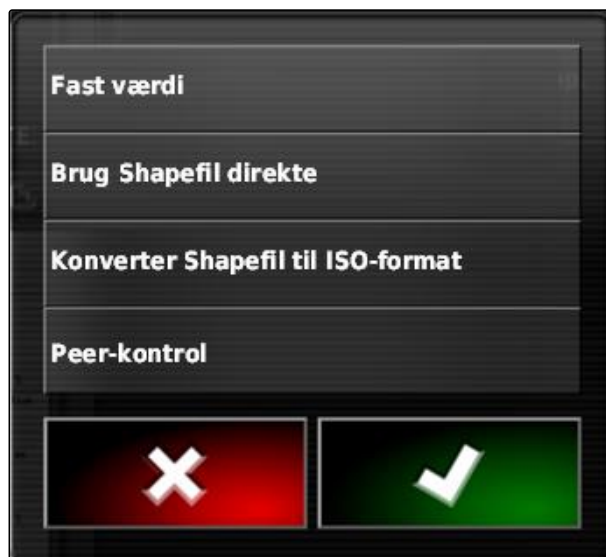 Fast værdi
Brug Shapefil direkte
Konverter Shapefil til ISO-format
Peer-kontrol